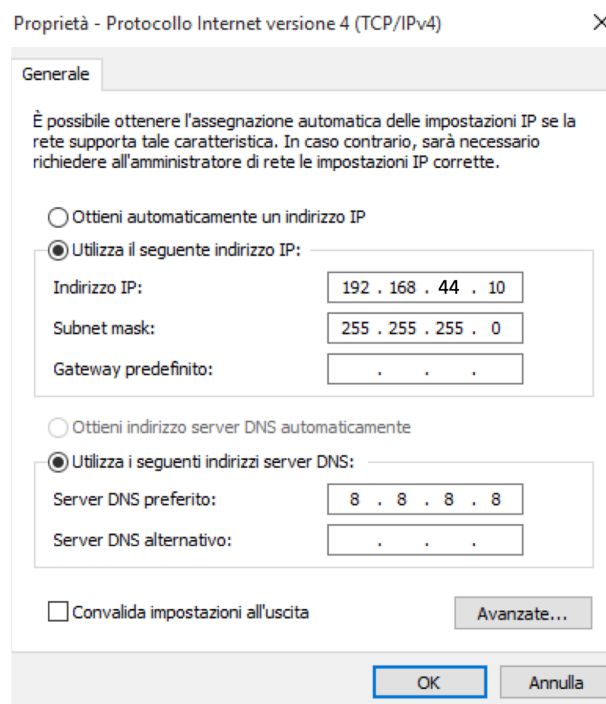 Proprietà - Protocollo Internet versione 4 (TCP/IPv4)
Generale
È possibile ottenere l'assegnazione automatica delle impostazioni IP se la
rete supporta tale caratteristica. In caso contrario, sarà necessario
richiedere all'amministratore di rete le impostazioni IP corrette.
Ottieni automaticamente un indirizzo IP
Utilizza il seguente indirizzo IP:
Indirizzo IP: 192 . 168 . 44 . 10
Subnet mask: 255 . 255 . 255 . 0
Gateway predefinito: . . .
Ottieni indirizzo server DNS automaticamente
Utilizza i seguenti indirizzi server DNS:
Server DNS preferito: 8 . 8 . 8 . 8
Server DNS alternativo: . . .
Convalida impostazioni all'uscita Avanzate...
OK Annulla